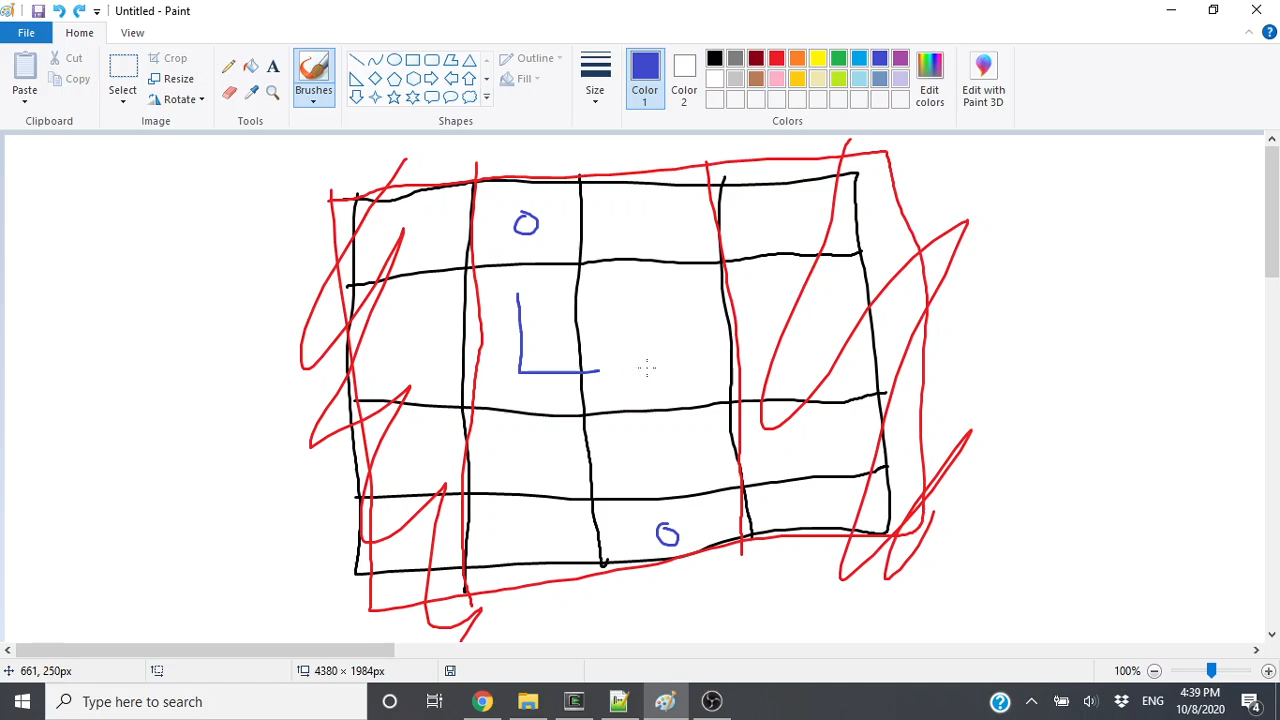 Untitled - Paint
File
Home
View
Paste
Cut
Copy
Clipboard
Select
Crop
Resize
Rotate
Image
A
Tools
Brushes
Outline
Fill
Shapes
Size
Color 1
Color 2
Edit colors
Colors
Edit with Paint 3D
O
L
O
661, 250px
4380 × 1984px
100%
Type here to search
ENG
4:39 PM
10/8/2020
4